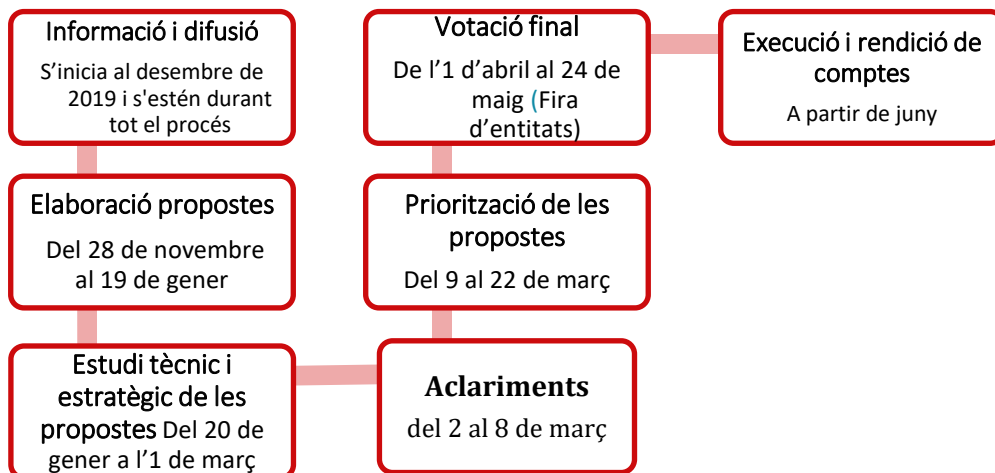 Informació i difusió
S’inicia al desembre de
2019 i s'estén durant
tot el procés
Elaboració propostes
Del 28 de novembre
al 19 de gener
Estudi tècnic i
estratègic de les
propostes Del 20 de
gener a l’1 de març
Aclariments
del 2 al 8 de març
Priorització de les
propostes
Del 9 al 22 de març
Votació final
De l’1 d’abril al 24 de
maig (Fira
d’entitats)
Execució i rendició de
comptes
A partir de juny